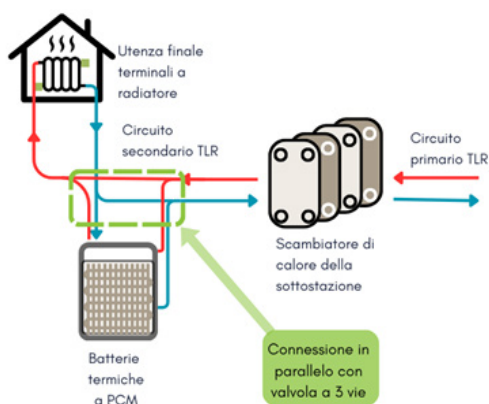 Utenza finale
terminali a
radiatore
Circuito
secondario TLR
Circuito
primario TLR
Scambiatore di
calore della
sottostazione
Batterie
termiche
a PCM
Connessione in
parallelo con
valvola a 3 vie